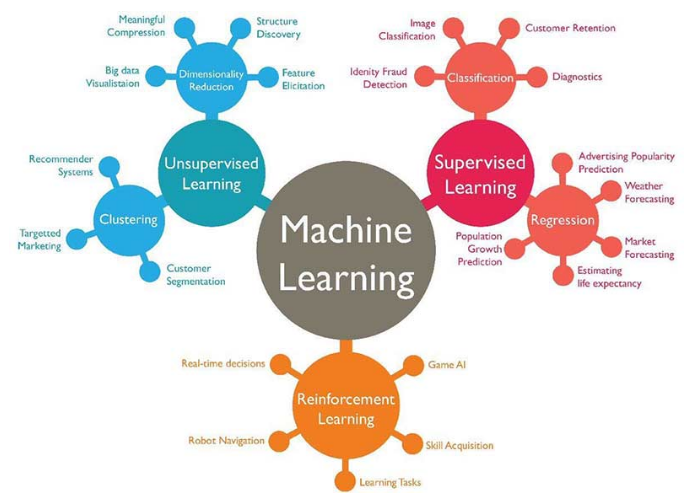 Meaningful
Compression
Structure
Discovery
Dimensionality
Reduction
Big data
Visualistaion
Feature
Elicitation
Unsupervised
Learning
Recommender
Systems
Clustering
Targetted
Marketing
Customer
Segmentation
Image
Classification
Customer Retention
Idenity Fraud
Detection
Classification
Diagnostics
Supervised
Learning
Advertising Popularity
Prediction
Weather
Forecasting
Regression
Population
Growth
Prediction
Market
Forecasting
Estimating
life expectancy
Machine
Learning
Real-time decisions
Game AI
Reinforcement
Learning
Robot Navigation
Skill Acquisition
Learning Tasks